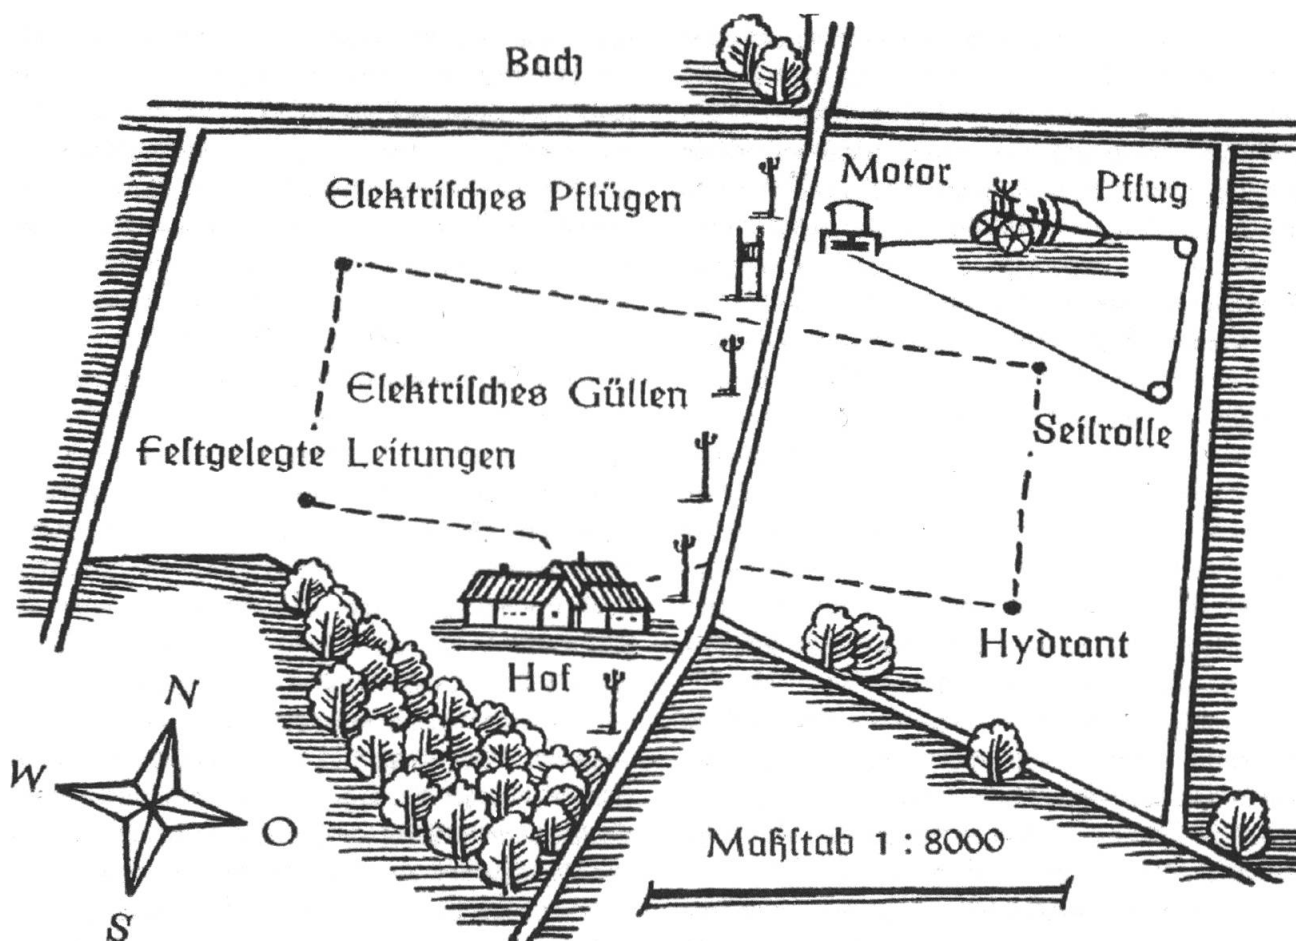 Bach
Motor
Pflug
Elektrisches Pflügen
Elektrisches Güllen
Seilrolle
Festgelegte Leitungen
Hydrant
Hof
N
W
O
S
Maßstab 1 : 8000